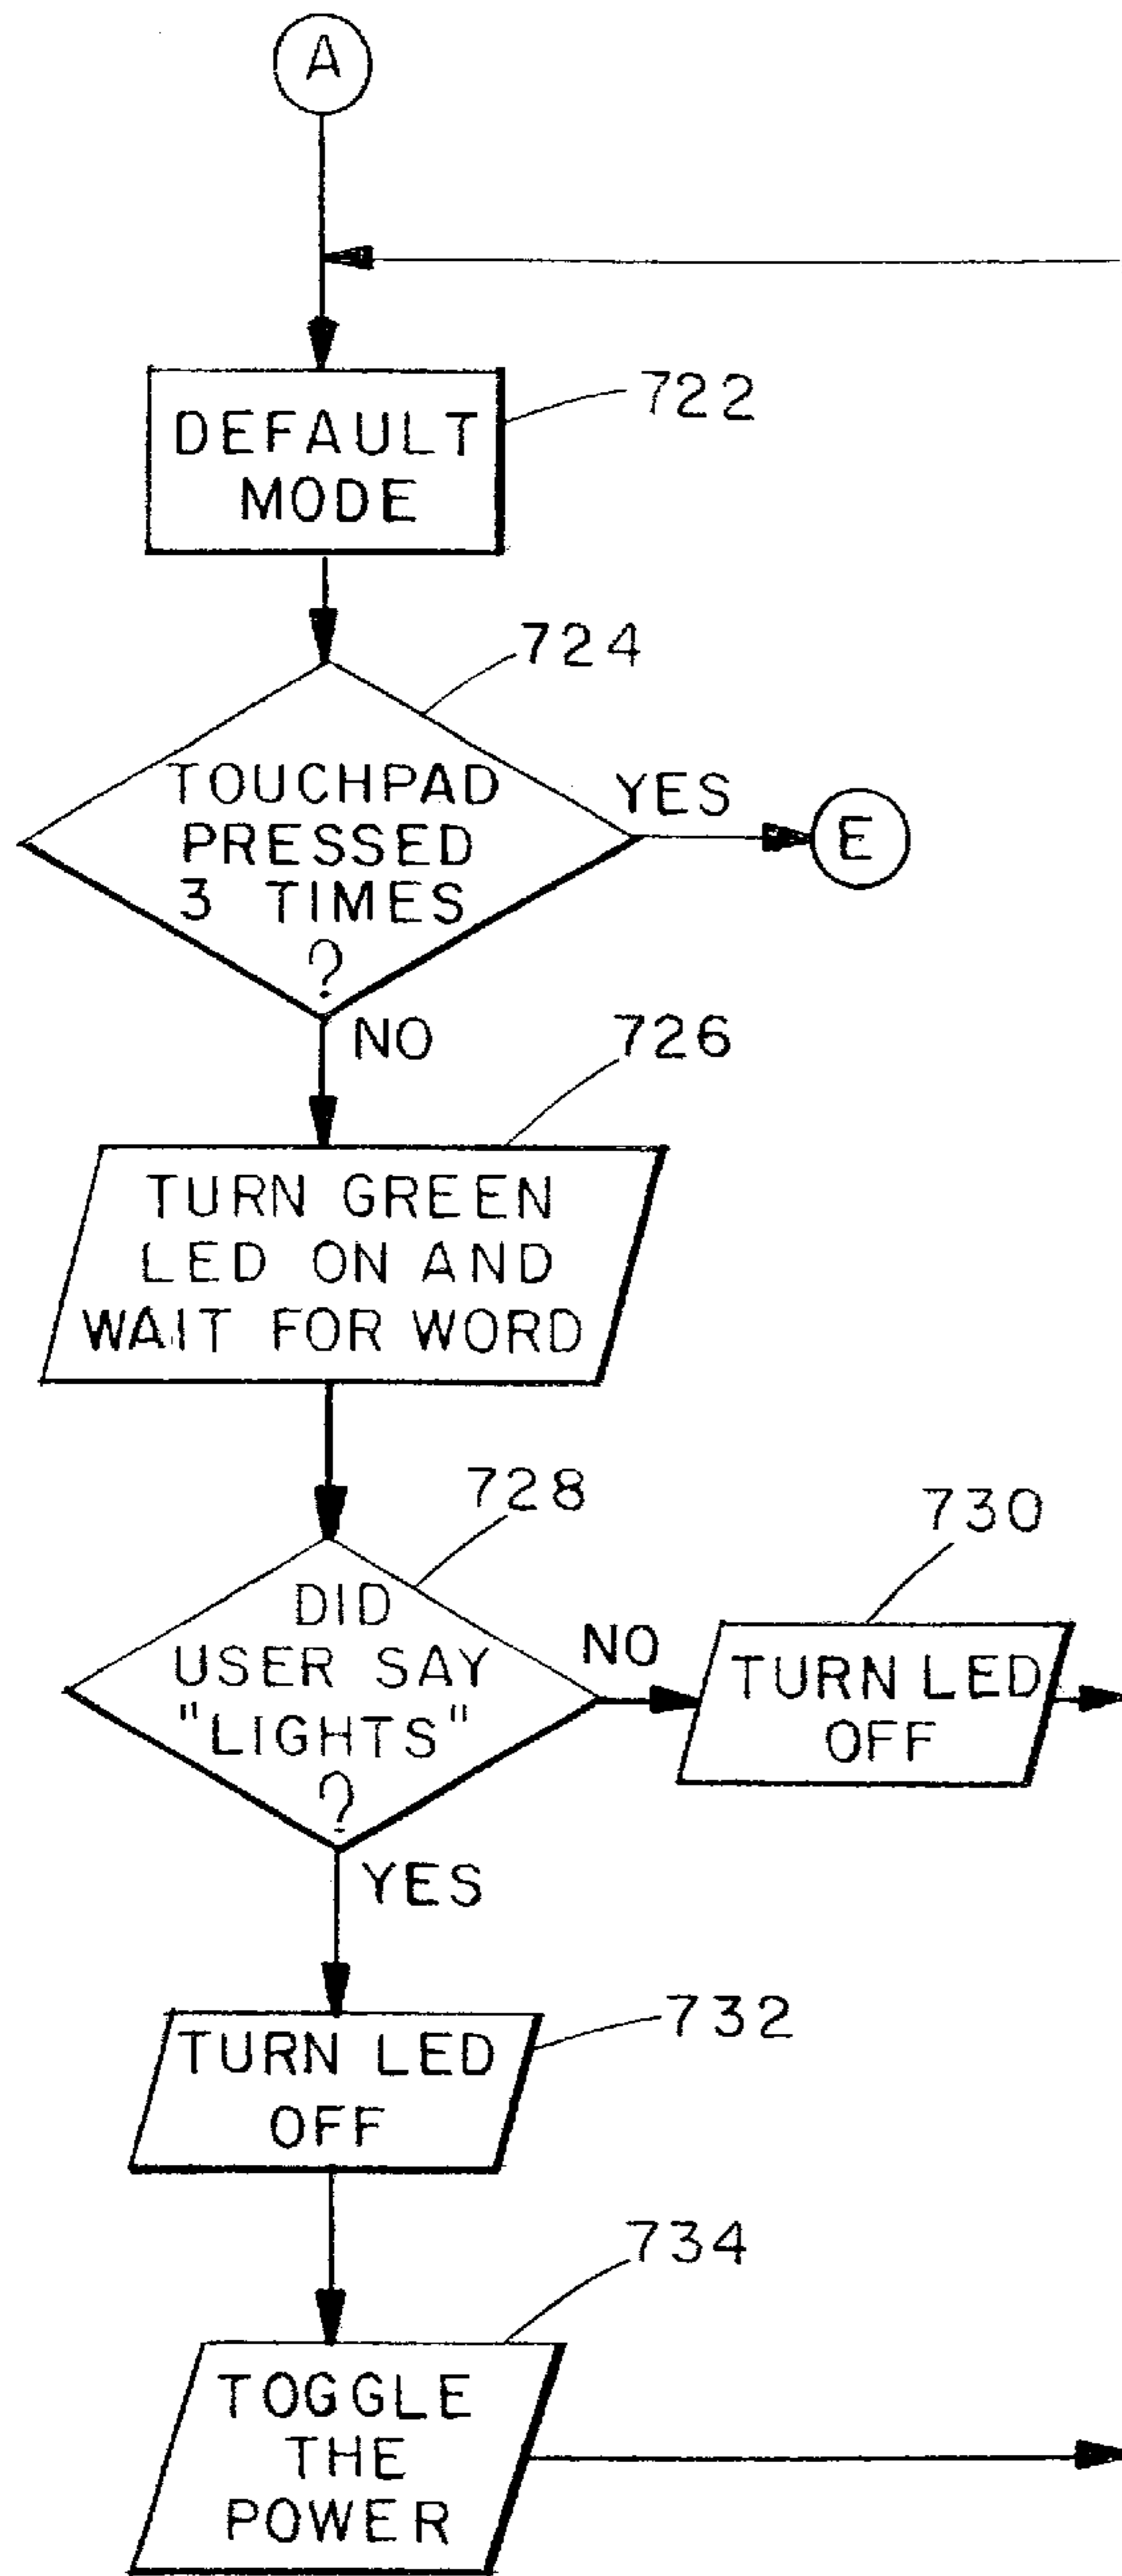 A
722
DEFAULT
MODE
724
TOUCHPAD
PRESSED
3 TIMES
?
YES
E
NO
726
TURN GREEN
LED ON AND
WAIT FOR WORD
728
DID
USER SAY
"LIGHTS"
?
NO
730
TURN LED
OFF
YES
732
TURN LED
OFF
734
TOGGLE
THE
POWER